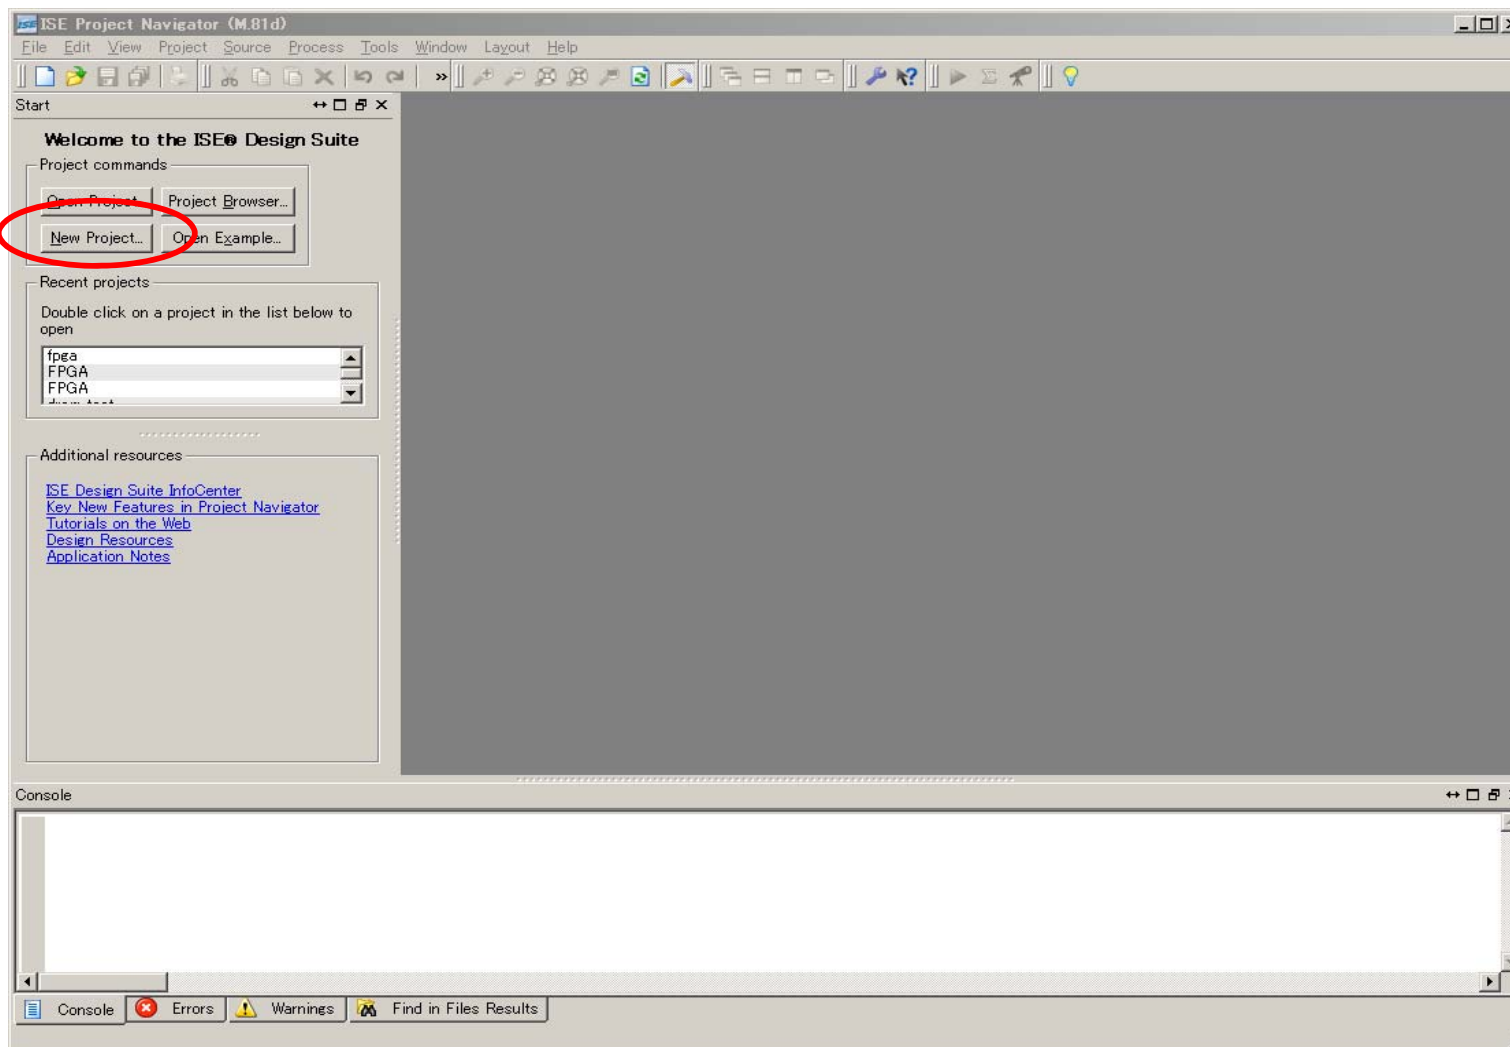 ISE Project Navigator (M.81d)
File Edit View Project Source Process Tools Window Layout Help
Start
Welcome to the ISE® Design Suite
Project commands
Open Project... Project Browser...
New Project... Open Example...
Recent projects
Double click on a project in the list below to
open
fpga
FPGA
FPGA
Additional resources
ISE Design Suite InfoCenter
Key New Features in Project Navigator
Tutorials on the Web
Design Resources
Application Notes
Console
Console Errors Warnings Find in Files Results